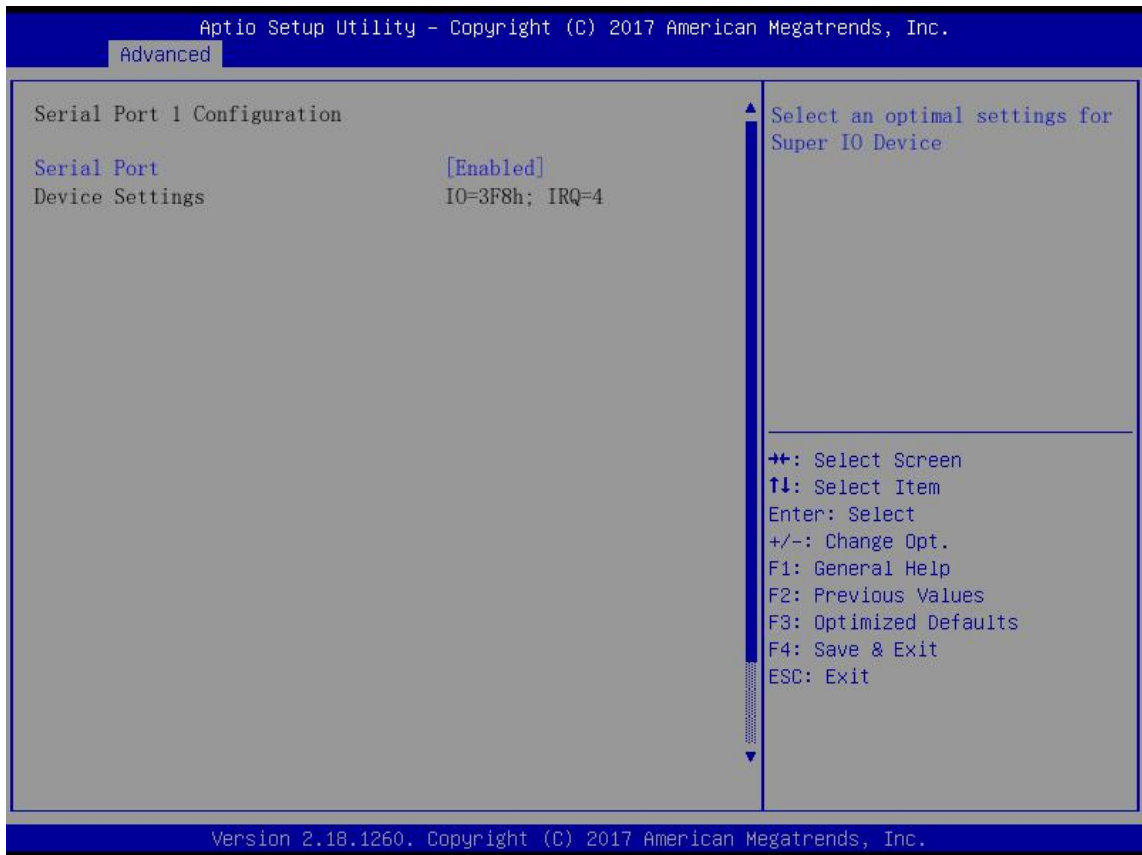 Aptio Setup Utility – Copyright (C) 2017 American Megatrends, Inc.
Advanced
Serial Port 1 Configuration
Serial Port [Enabled]
Device Settings IO=3F8h; IRQ=4
Select an optimal settings for
Super IO Device
→←: Select Screen
↑↓: Select Item
Enter: Select
+/-: Change Opt.
F1: General Help
F2: Previous Values
F3: Optimized Defaults
F4: Save & Exit
ESC: Exit
Version 2.18.1260. Copyright (C) 2017 American Megatrends, Inc.